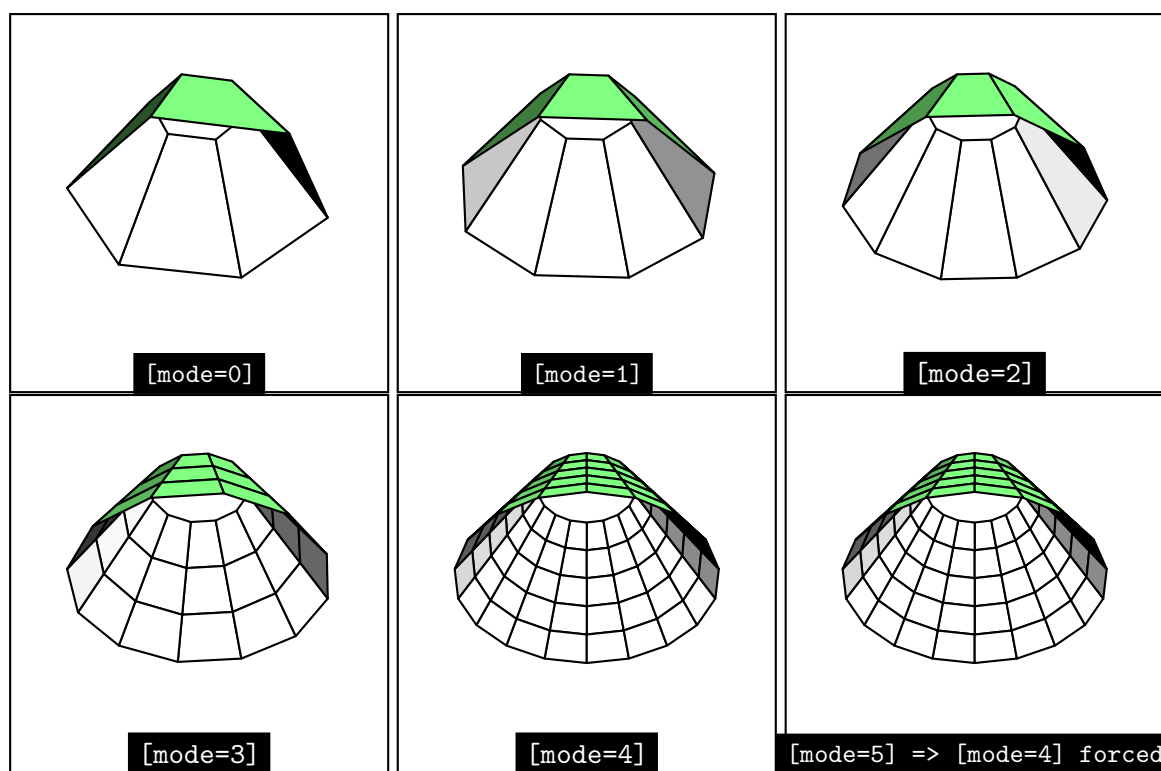 [mode=0]
[mode=1]
[mode=2]
[mode=3]
[mode=4]
[mode=5] => [mode=4] forced